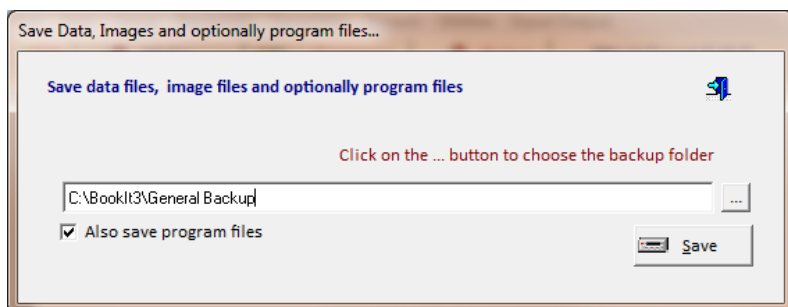 Save Data, Images and optionally program files...
Save data files,  image files and optionally program files
Click on the ... button to choose the backup folder
C:\BookIt3\General Backup
...
Also save program files
Save